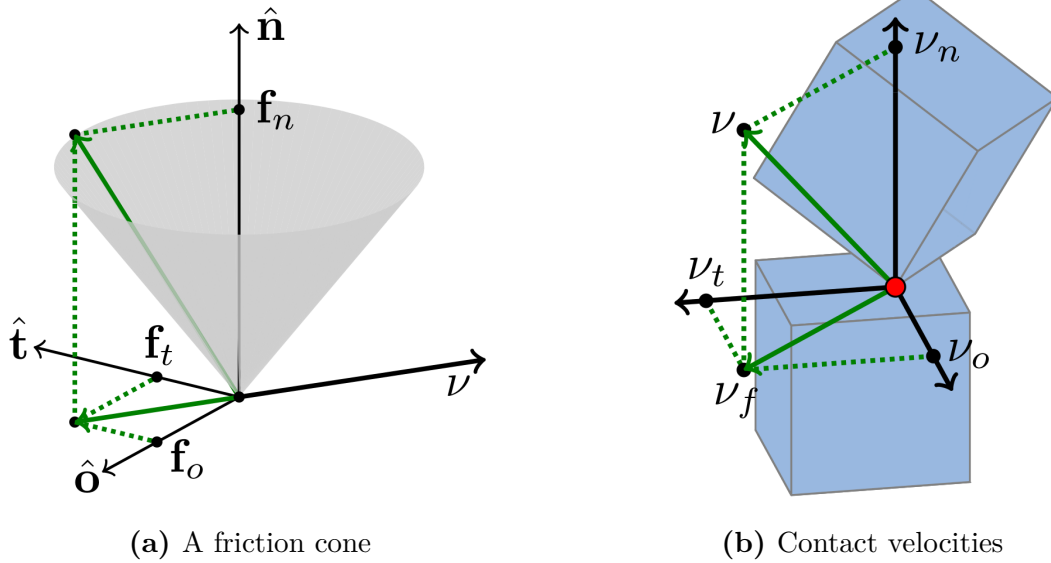 n̂
f_n
t̂
f_t
ν
f_o
ô
(a) A friction cone
ν_n
ν
ν_t
ν_o
ν_f
(b) Contact velocities